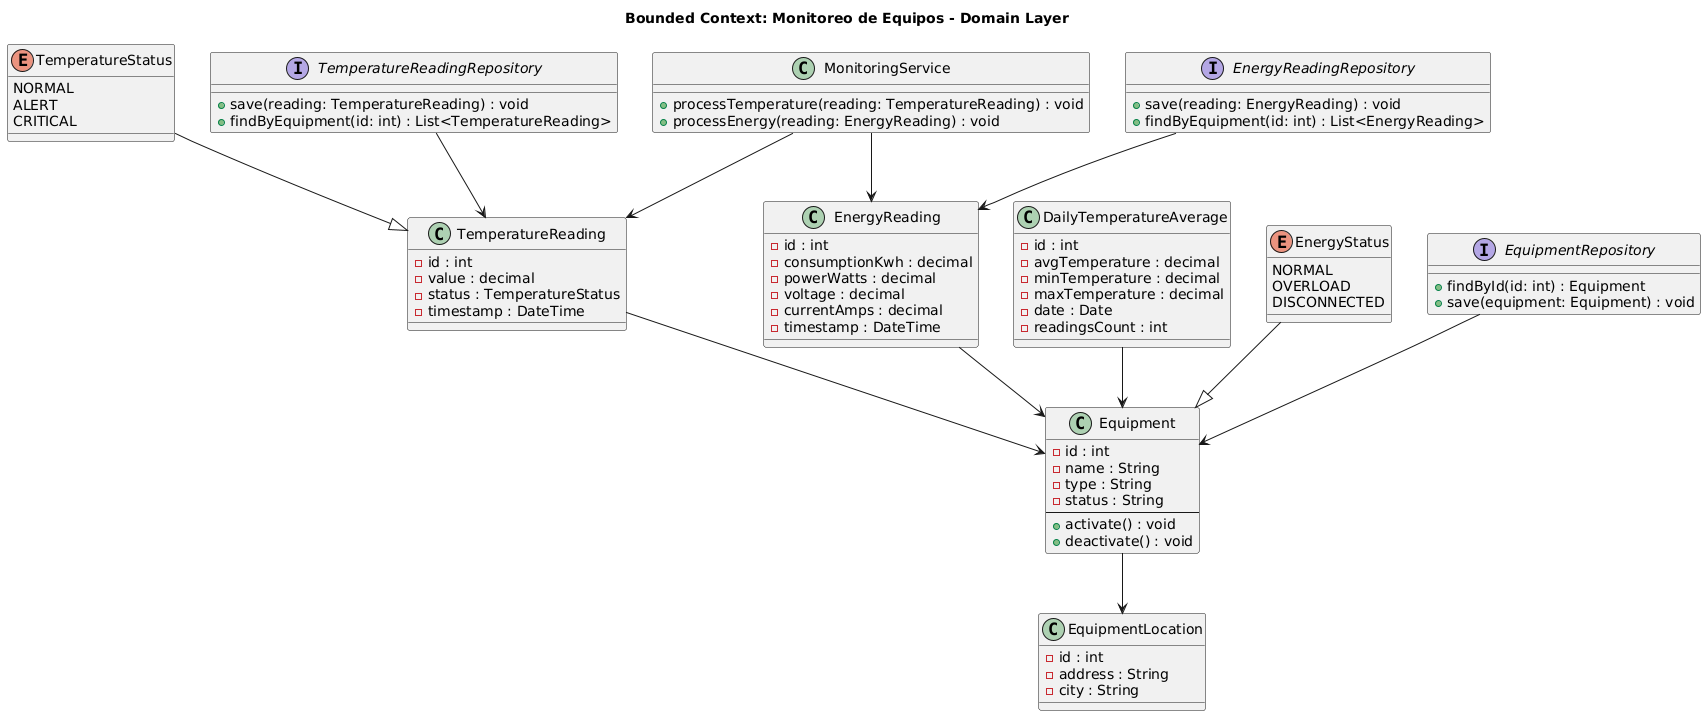 Bounded Context: Monitoreo de Equipos - Domain Layer
E TemperatureStatus
NORMAL
ALERT
CRITICAL
I TemperatureReadingRepository
save(reading: TemperatureReading) : void
findByEquipment(id: int) : List<TemperatureReading>
C MonitoringService
processTemperature(reading: TemperatureReading) : void
processEnergy(reading: EnergyReading) : void
I EnergyReadingRepository
save(reading: EnergyReading) : void
findByEquipment(id: int) : List<EnergyReading>
C TemperatureReading
id : int
value : decimal
status : TemperatureStatus
timestamp : DateTime
C EnergyReading
id : int
consumptionKwh : decimal
powerWatts : decimal
voltage : decimal
currentAmps : decimal
timestamp : DateTime
C DailyTemperatureAverage
id : int
avgTemperature : decimal
minTemperature : decimal
maxTemperature : decimal
date : Date
readingsCount : int
E EnergyStatus
NORMAL
OVERLOAD
DISCONNECTED
I EquipmentRepository
findById(id: int) : Equipment
save(equipment: Equipment) : void
C Equipment
id : int
name : String
type : String
status : String
activate() : void
deactivate() : void
C EquipmentLocation
id : int
address : String
city : String